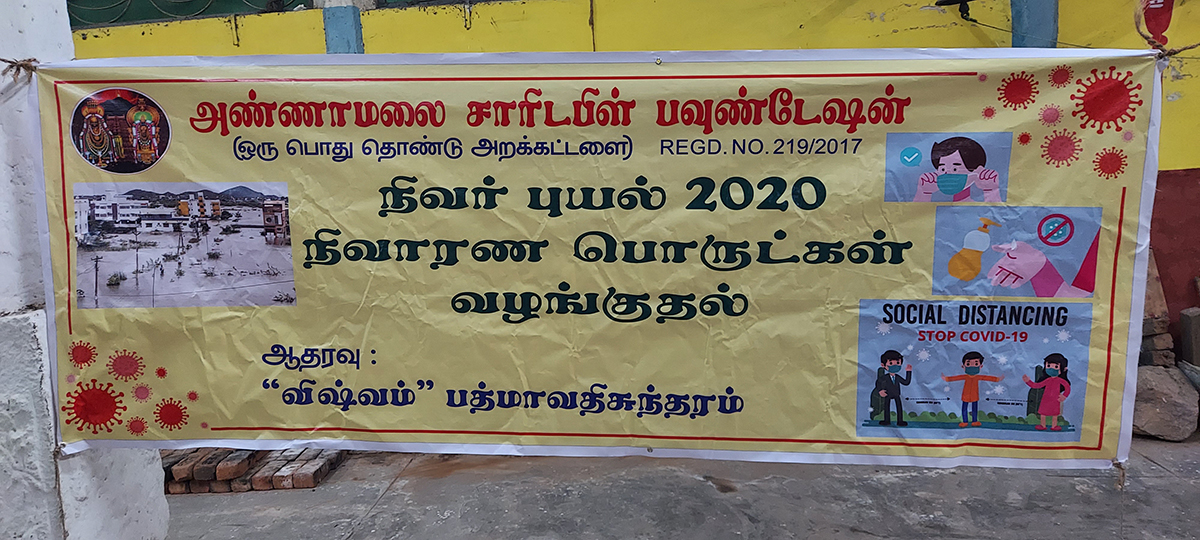 அண்ணாமலை சாரிடபிள் பவுண்டேஷன்
(ஒரு பொது தொண்டு அறக்கட்டளை) REGD. NO. 219/2017
நிவர் புயல் 2020
நிவாரண பொருட்கள்
வழங்குதல்
ஆதரவு :
“விஷ்வம்” பத்மாவதிசுந்தரம்
SOCIAL DISTANCING
STOP COVID-19